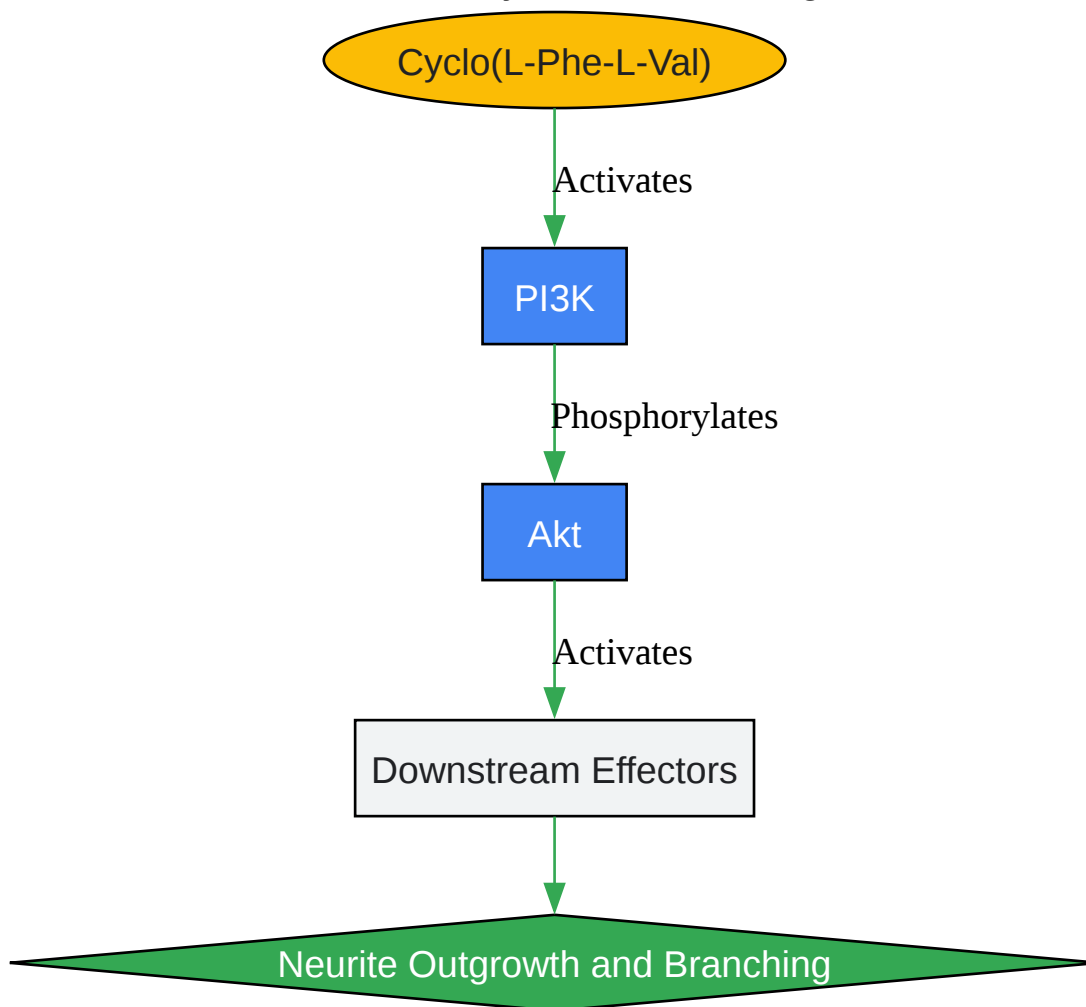 Cyclo(L-Phe-L-Val)
Activates
PI3K
Phosphorylates
Akt
Activates
Downstream Effectors
Neurite Outgrowth and Branching